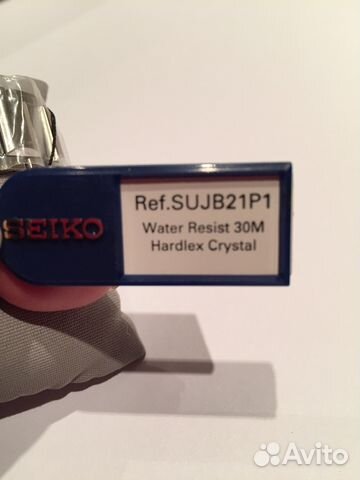 SEIKO
Ref.SUJB21P1
Water Resist 30M
Hardlex Crystal
Avito